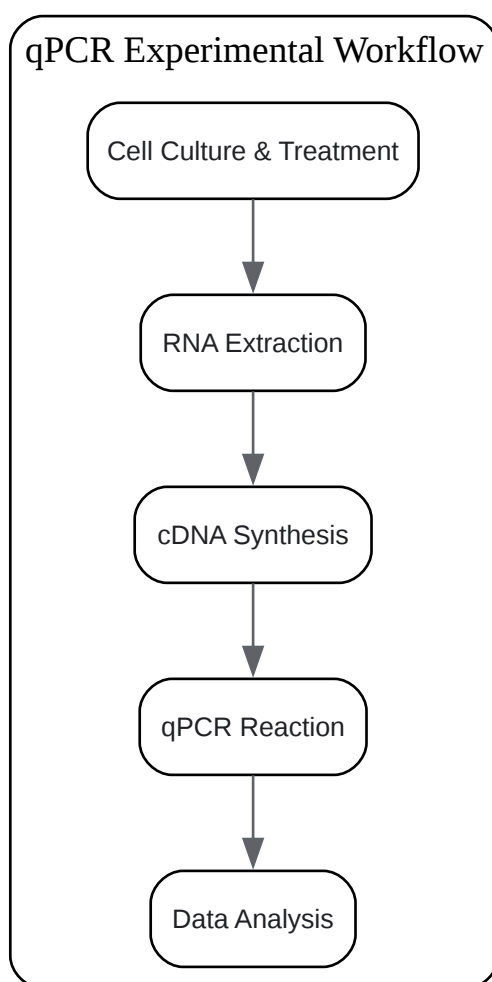 qPCR Experimental Workflow
Cell Culture & Treatment
RNA Extraction
cDNA Synthesis
qPCR Reaction
Data Analysis